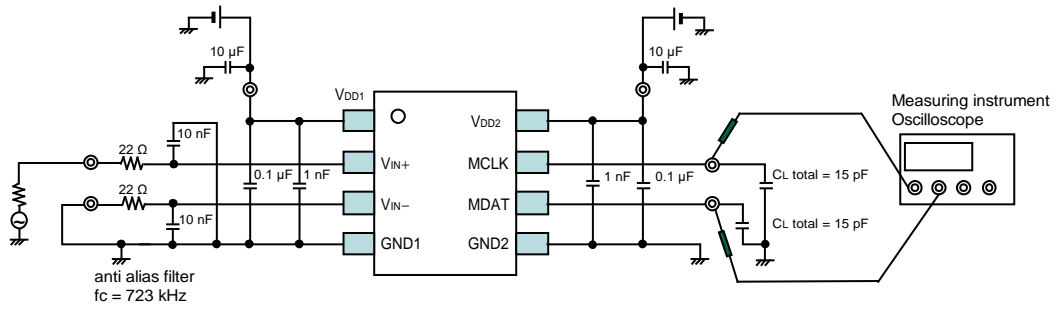 10 µF
10 µF
VDD1
Measuring instrument
Oscilloscope
10 nF
VDD2
22 Ω
VIN+
MCLK
0.1 µF
1 nF
1 nF
0.1 µF
CL total = 15 pF
22 Ω
VIN−
MDAT
10 nF
CL total = 15 pF
GND1
GND2
anti alias filter
fc = 723 kHz